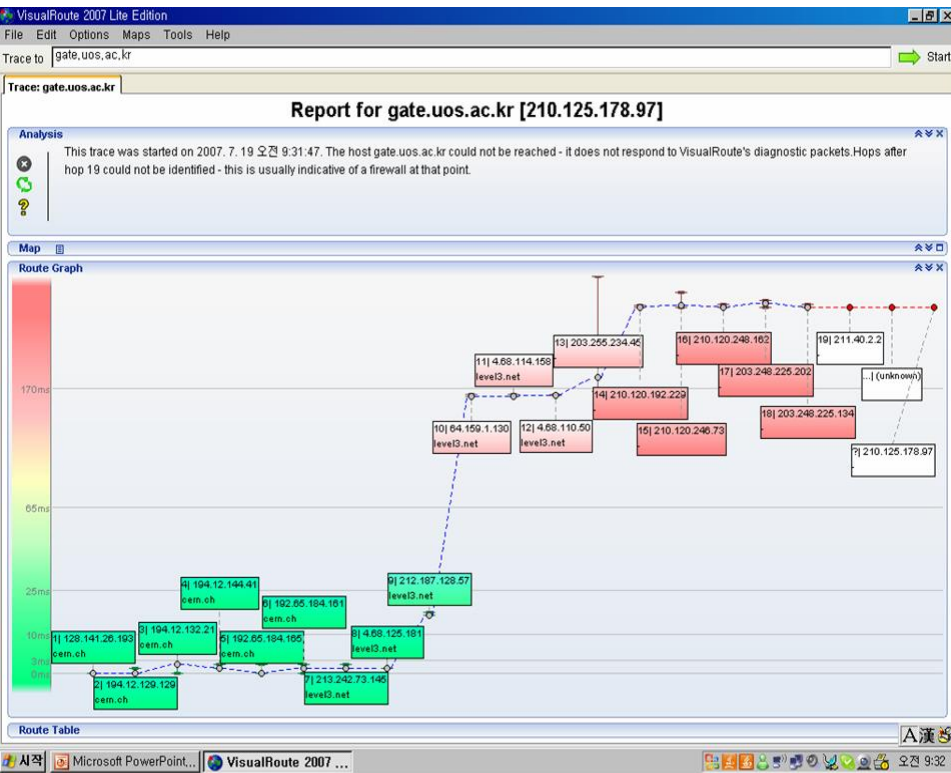 VisualRoute 2007 Lite Edition
File Edit Options Maps Tools Help
Trace to gate.uos.ac.kr Start
Trace: gate.uos.ac.kr
Report for gate.uos.ac.kr [210.125.178.97]
Analysis
This trace was started on 2007. 7. 19 오전 9:31:47. The host gate.uos.ac.kr could not be reached - it does not respond to VisualRoute's diagnostic packets.Hops after
hop 19 could not be identified - this is usually indicative of a firewall at that point.
Map
Route Graph
170ms
65ms
25ms
10ms
3ms
0ms
1| 128.141.26.193
cern.ch
2| 194.12.129.129
cern.ch
3| 194.12.132.21
cern.ch
4| 194.12.144.41
cern.ch
5| 192.65.184.165
cern.ch
6| 192.65.184.161
cern.ch
7| 213.242.73.145
level3.net
8| 4.68.125.181
level3.net
9| 212.187.128.57
level3.net
10| 64.159.1.130
level3.net
11| 4.68.114.158
level3.net
12| 4.68.110.50
level3.net
13| 203.255.234.45
14| 210.120.192.229
15| 210.120.246.73
16| 210.120.248.162
17| 203.248.225.202
18| 203.248.225.134
19| 211.40.2.2
...| (unknown)
?| 210.125.178.97
Route Table
A漢
시작 Microsoft PowerPoint,... VisualRoute 2007 ... 오전 9:32